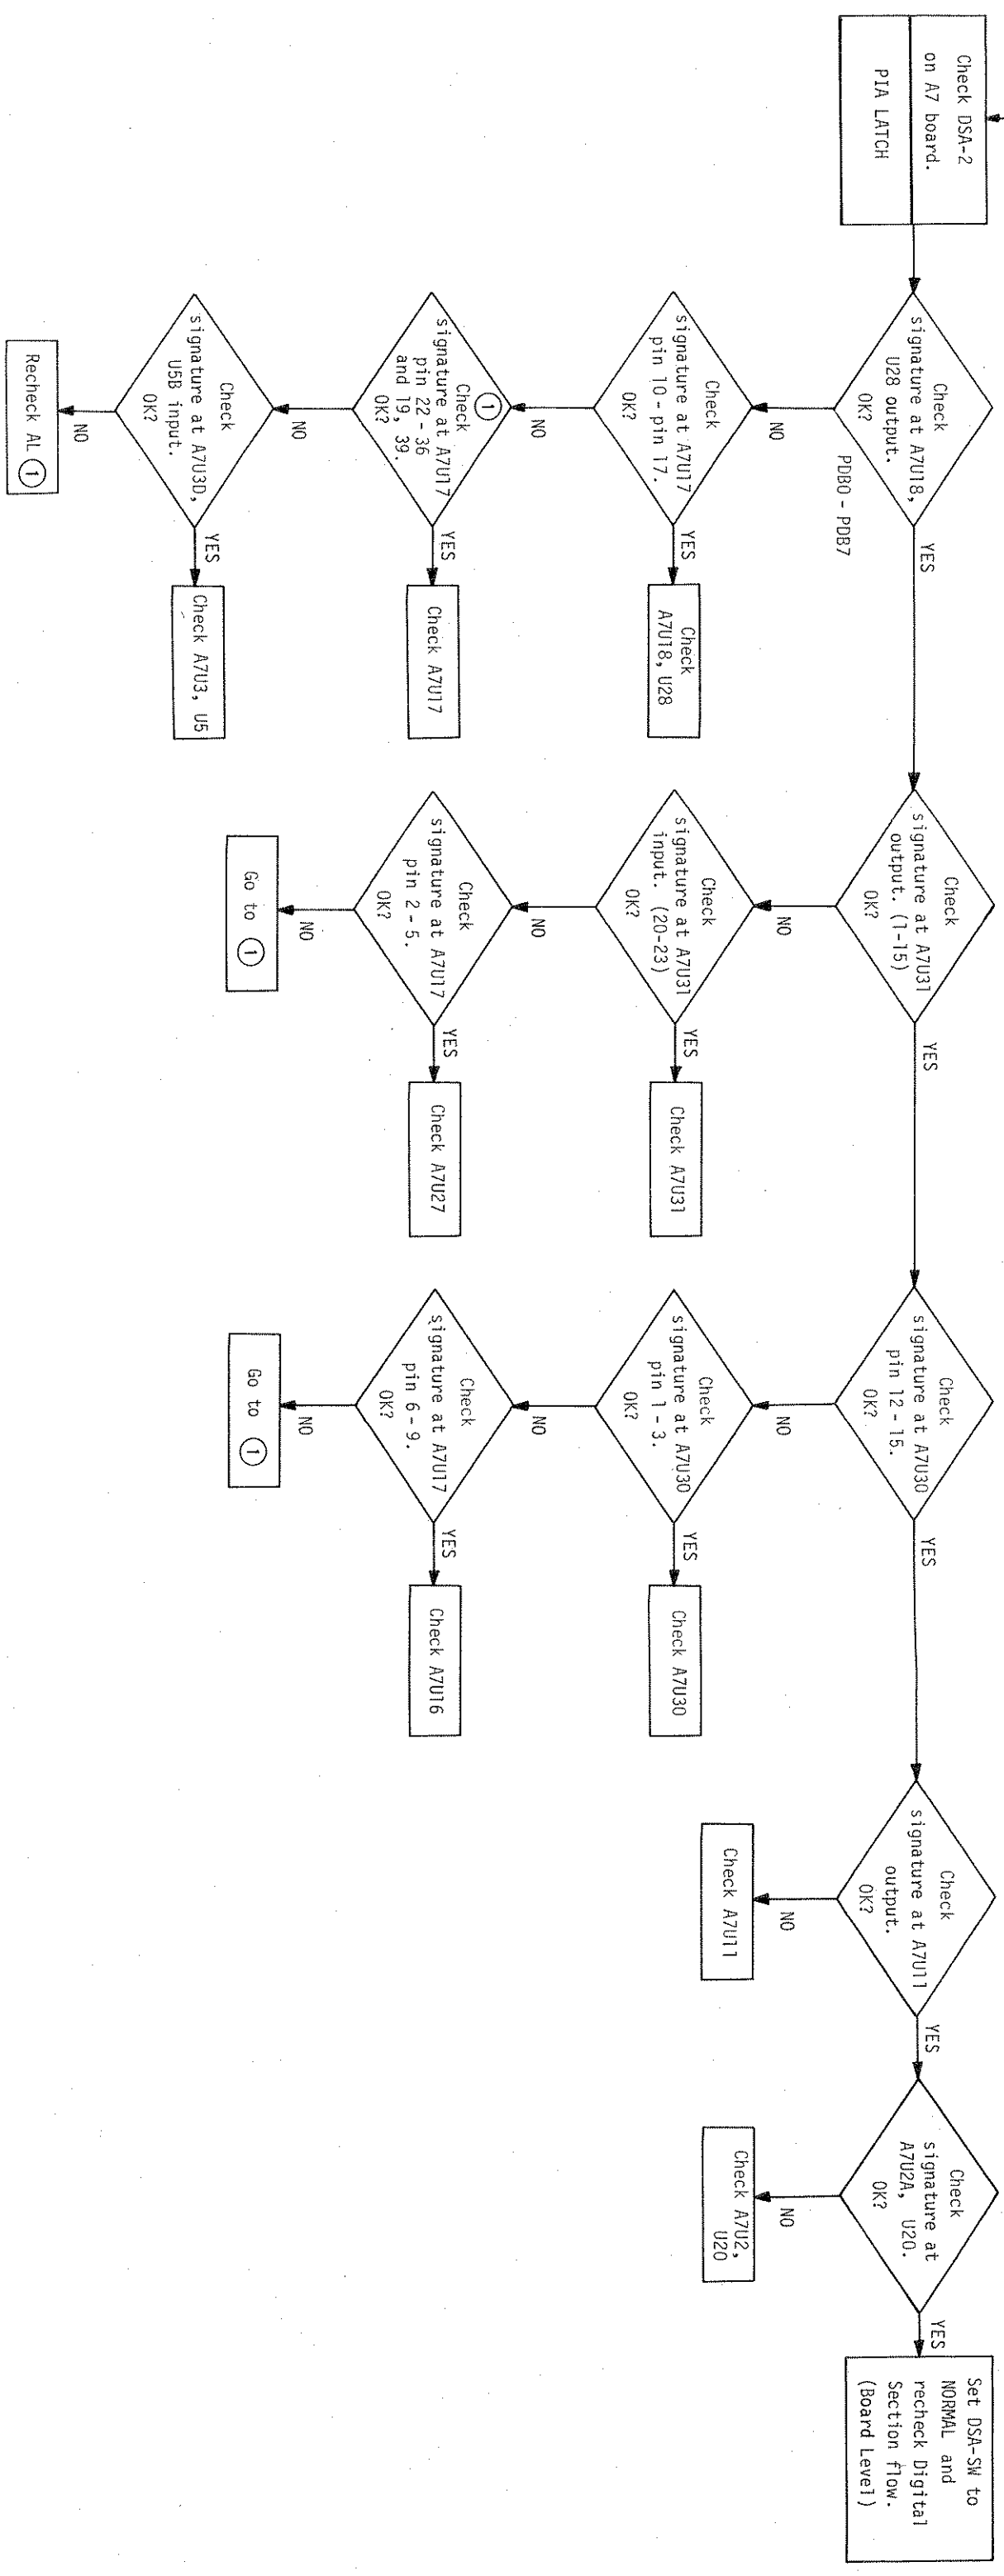 Check DSA-2
on A7 board.
PIA LATCH
Check
signature at A7U18,
U28 output.
OK?
YES
NO
PDB0 - PDB7
Check
signature at A7U17
pin 10 - pin 17.
OK?
YES
Check
A7U18, U28
NO
1
Check
signature at A7U17
pin 22 - 36
and 19, 39.
OK?
YES
Check A7U17
NO
Check
signature at A7U3D,
U5B input.
OK?
YES
Check A7U3, U5
NO
Recheck AL 1
Check
signature at A7U31
output. (1-15)
OK?
YES
NO
Check
signature at A7U31
input. (20-23)
OK?
YES
Check A7U31
NO
Check
signature at A7U17
pin 2 - 5.
OK?
YES
Check A7U27
NO
Go to 1
Check
signature at A7U30
pin 12 - 15.
OK?
YES
NO
Check
signature at A7U30
pin 1 - 3.
OK?
YES
Check A7U30
NO
Check
signature at A7U17
pin 6 - 9.
OK?
YES
Check A7U16
NO
Go to 1
Check
signature at A7U11
output.
OK?
YES
NO
Check A7U11
Check
signature at
A7U2A, U20.
OK?
YES
NO
Check A7U2,
U20
Set DSA-SW to
NORMAL and
recheck Digital
Section flow.
(Board Level)